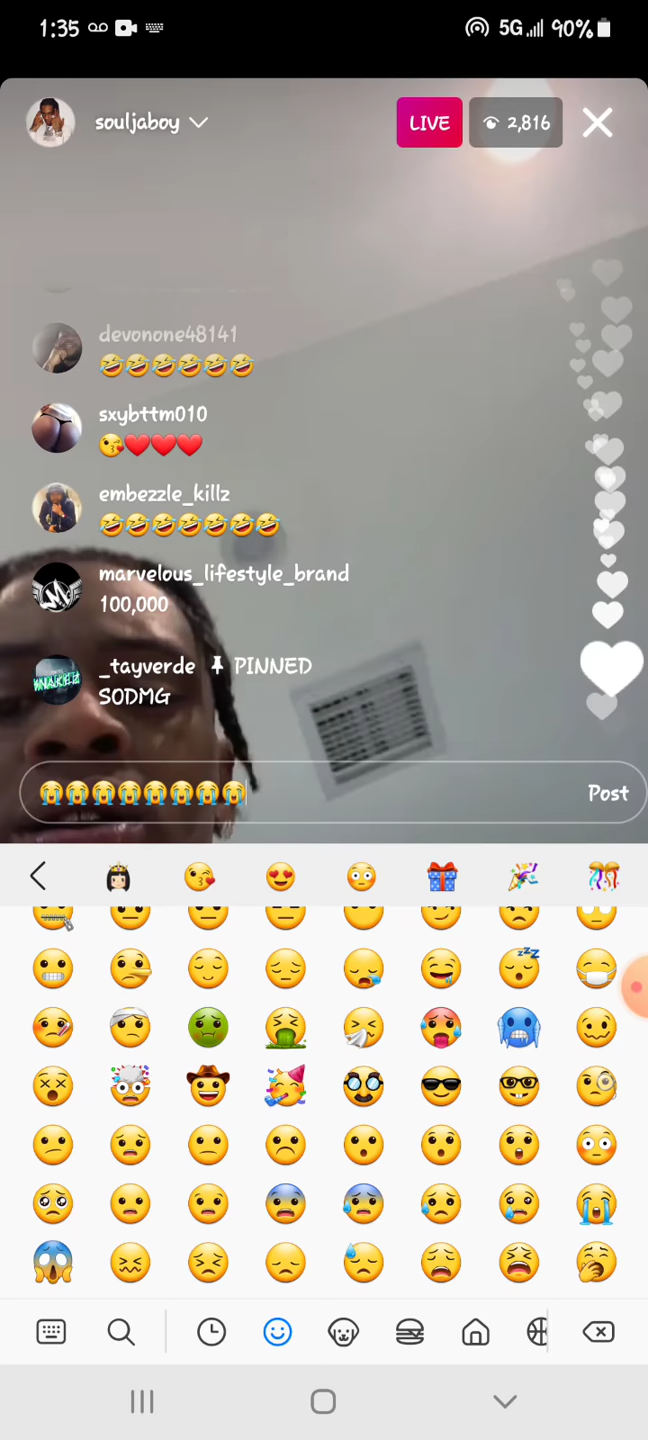 1:35
5G 90%
souljaboy
LIVE
2,816
devonone48141
🤣🤣🤣🤣🤣🤣
sxybttm010
😘❤️❤️❤️
embezzle_killz
🤣🤣🤣🤣🤣🤣🤣
marvelous_lifestyle_brand
100,000
_tayverde PINNED
SODMG
😭😭😭😭😭😭😭😭
Post